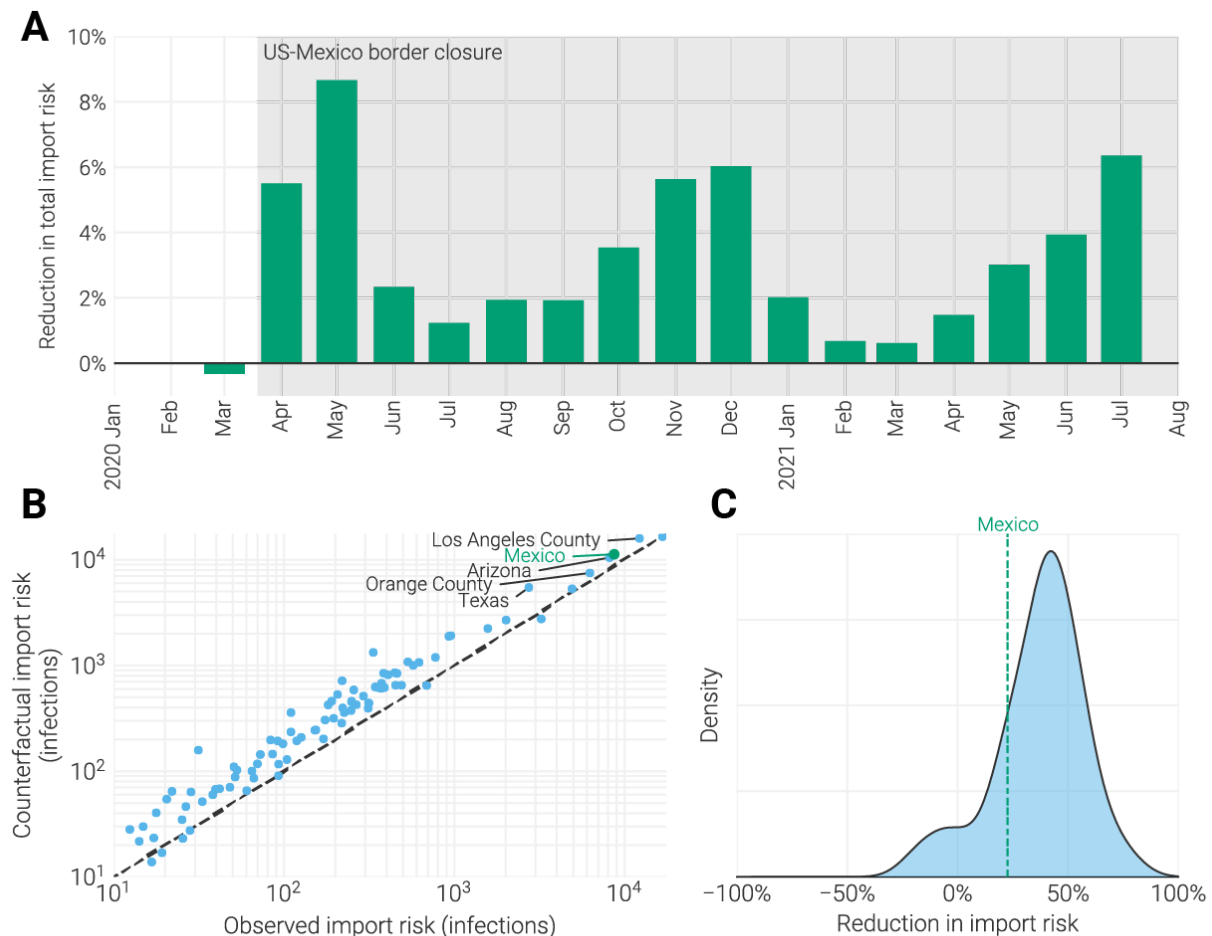 A
10%
8%
6%
4%
2%
0%
Reduction in total import risk
US-Mexico border closure
2020 Jan
Feb
Mar
Apr
May
Jun
Jul
Aug
Sep
Oct
Nov
Dec
2021 Jan
Feb
Mar
Apr
May
Jun
Jul
Aug
B
Counterfactual import risk
(infections)
10⁴
10³
10²
10¹
Los Angeles County
Mexico
Arizona
Orange County
Texas
10¹
10²
10³
10⁴
Observed import risk (infections)
C
Mexico
Density
−100%
−50%
0%
50%
100%
Reduction in import risk